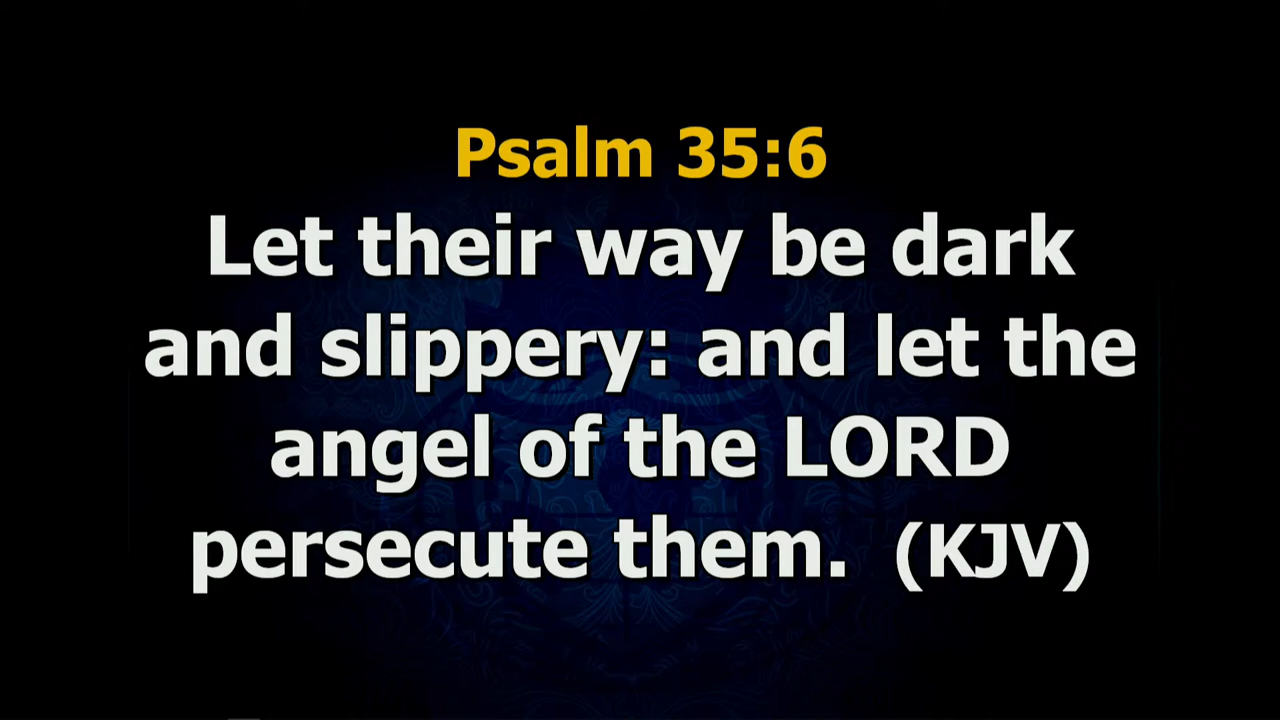 Psalm 35:6
Let their way be dark
and slippery: and let the
angel of the LORD
persecute them. (KJV)